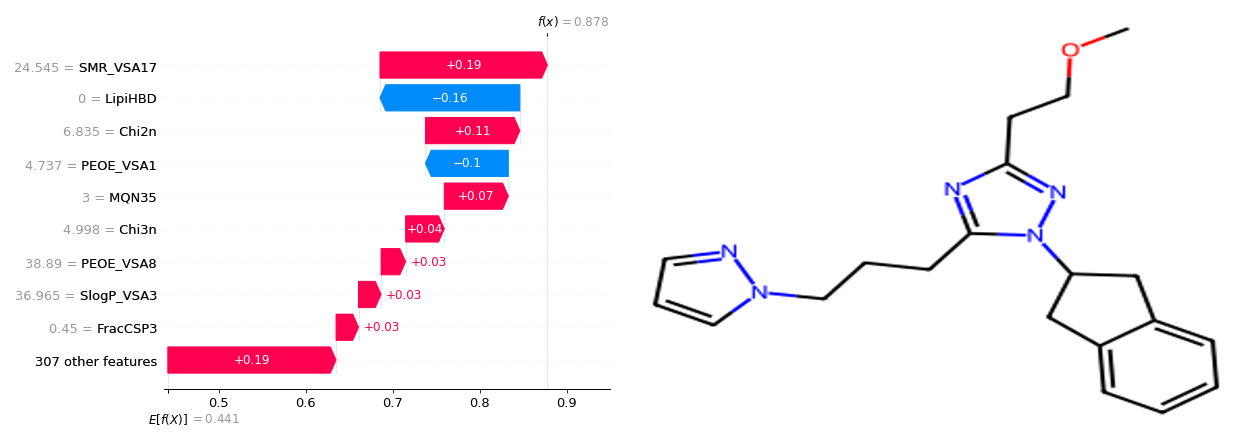 f(x) = 0.878
24.545 = SMR_VSA17
+0.19
0 = LipiHBD
−0.16
6.835 = Chi2n
+0.11
4.737 = PEOE_VSA1
−0.1
3 = MQN35
+0.07
4.998 = Chi3n
+0.04
38.89 = PEOE_VSA8
+0.03
36.965 = SlogP_VSA3
+0.03
0.45 = FracCSP3
+0.03
307 other features
+0.19
0.5 0.6 0.7 0.8 0.9
E[f(X)] = 0.441
O
N N
N
N
N